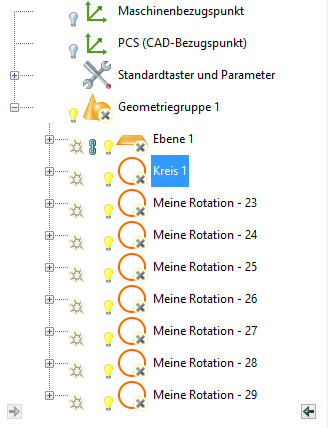 Maschinenbezugspunkt
PCS (CAD-Bezugspunkt)
Standardtaster und Parameter
Geometriegruppe 1
Ebene 1
Kreis 1
Meine Rotation - 23
Meine Rotation - 24
Meine Rotation - 25
Meine Rotation - 26
Meine Rotation - 27
Meine Rotation - 28
Meine Rotation - 29